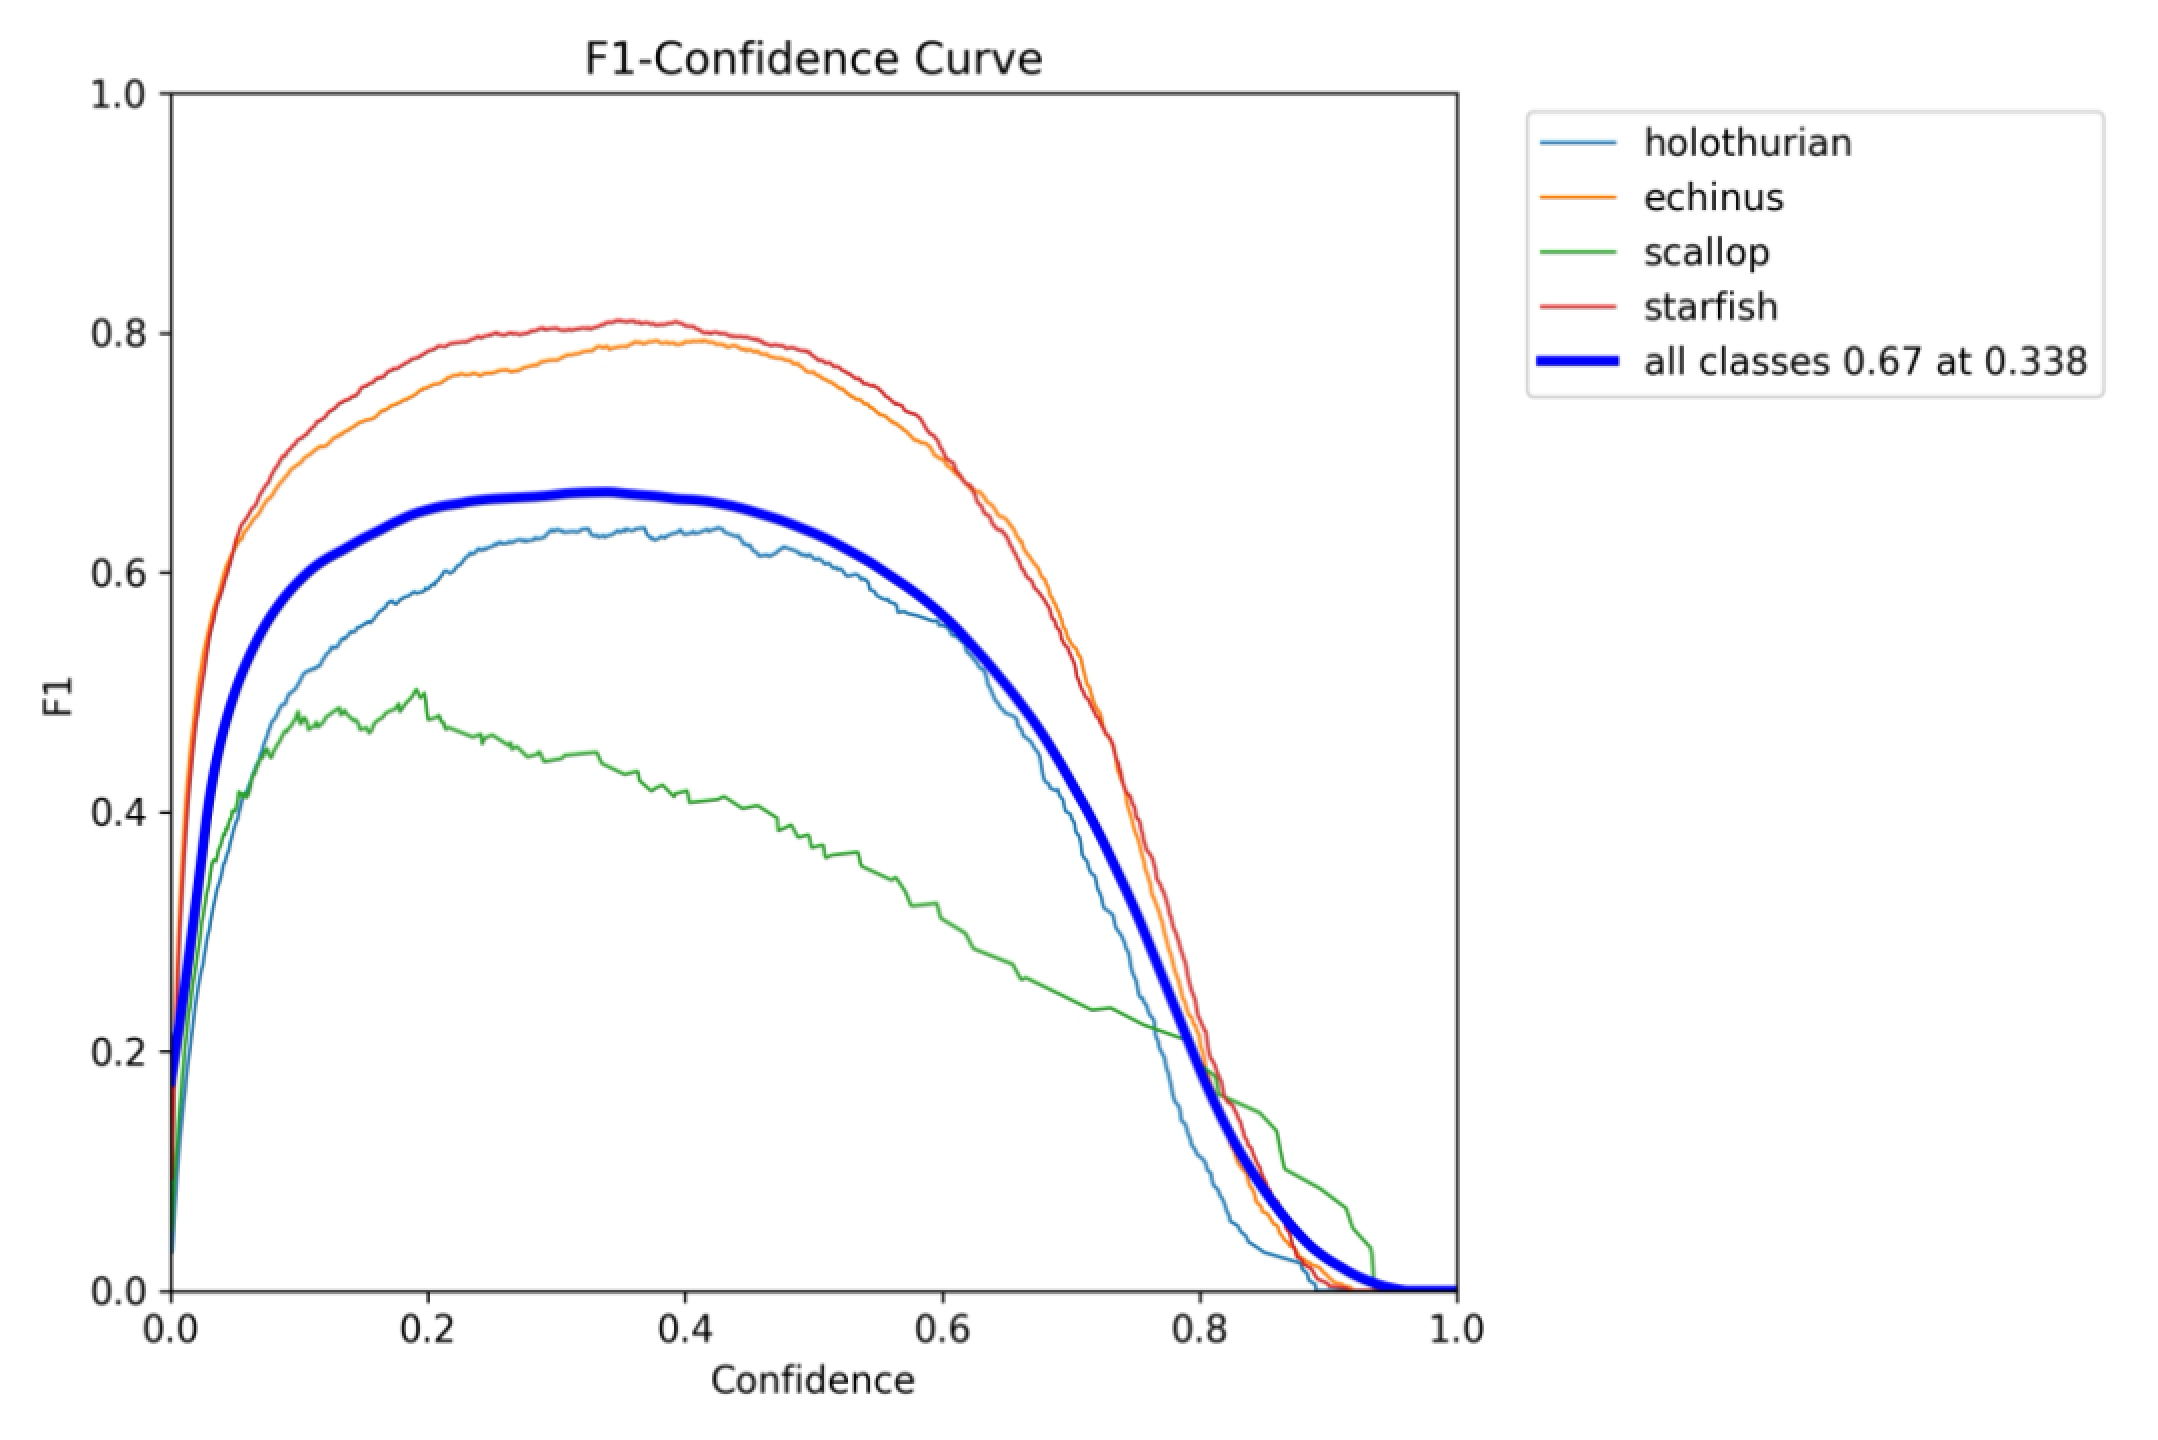 F1-Confidence Curve
1.0
0.8
0.6
0.4
0.2
0.0
F1
0.0 0.2 0.4 0.6 0.8 1.0
Confidence
holothurian
echinus
scallop
starfish
all classes 0.67 at 0.338